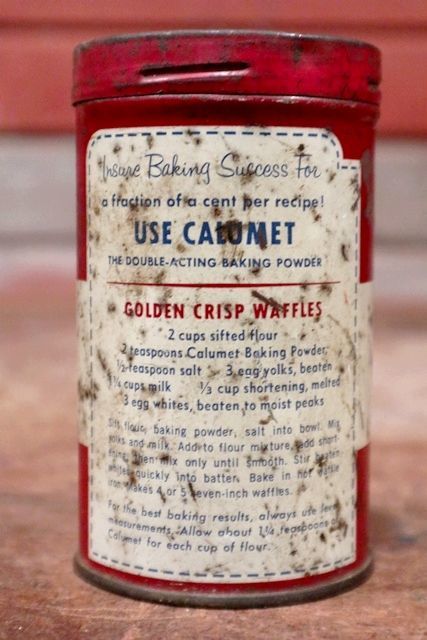 Insure Baking Success for
a fraction of a cent per recipe!
USE CALUMET
THE DOUBLE-ACTING BAKING POWDER
GOLDEN CRISP WAFFLES
2 cups sifted flour
2 teaspoons Calumet Baking Powder
½ teaspoon salt 3 egg yolks, beaten
1¼ cups milk ⅓ cup shortening, melted
3 egg whites, beaten to moist peaks
Sift flour, baking powder, salt into bowl. Mix
yolks and milk. Add to flour mixture, add short-
ening, then mix only until smooth. Stir beaten
whites quickly into batter. Bake in hot waffle
iron. Makes 4 or 5 seven-inch waffles.
For the best baking results, always use level
measurements. Allow about 1¼ teaspoons of
Calumet for each cup of flour.